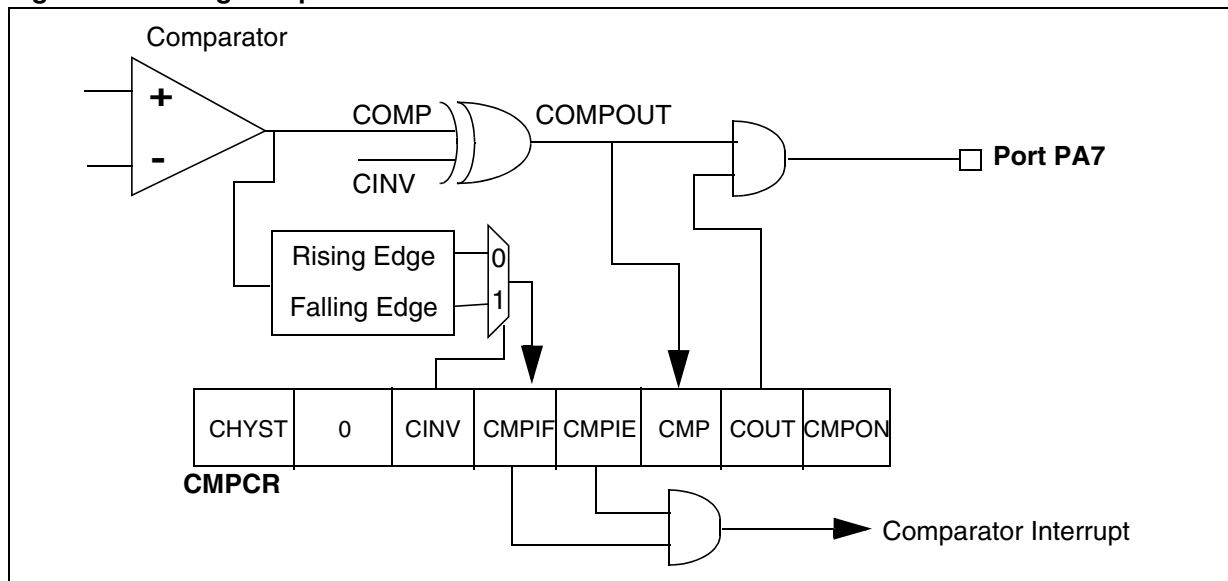 Comparator
+
-
COMP
COMPOUT
CINV
Port PA7
Rising Edge
0
Falling Edge
1
CHYST 0 CINV CMPIF CMPIE CMP COUT CMPON
CMPCR
Comparator Interrupt